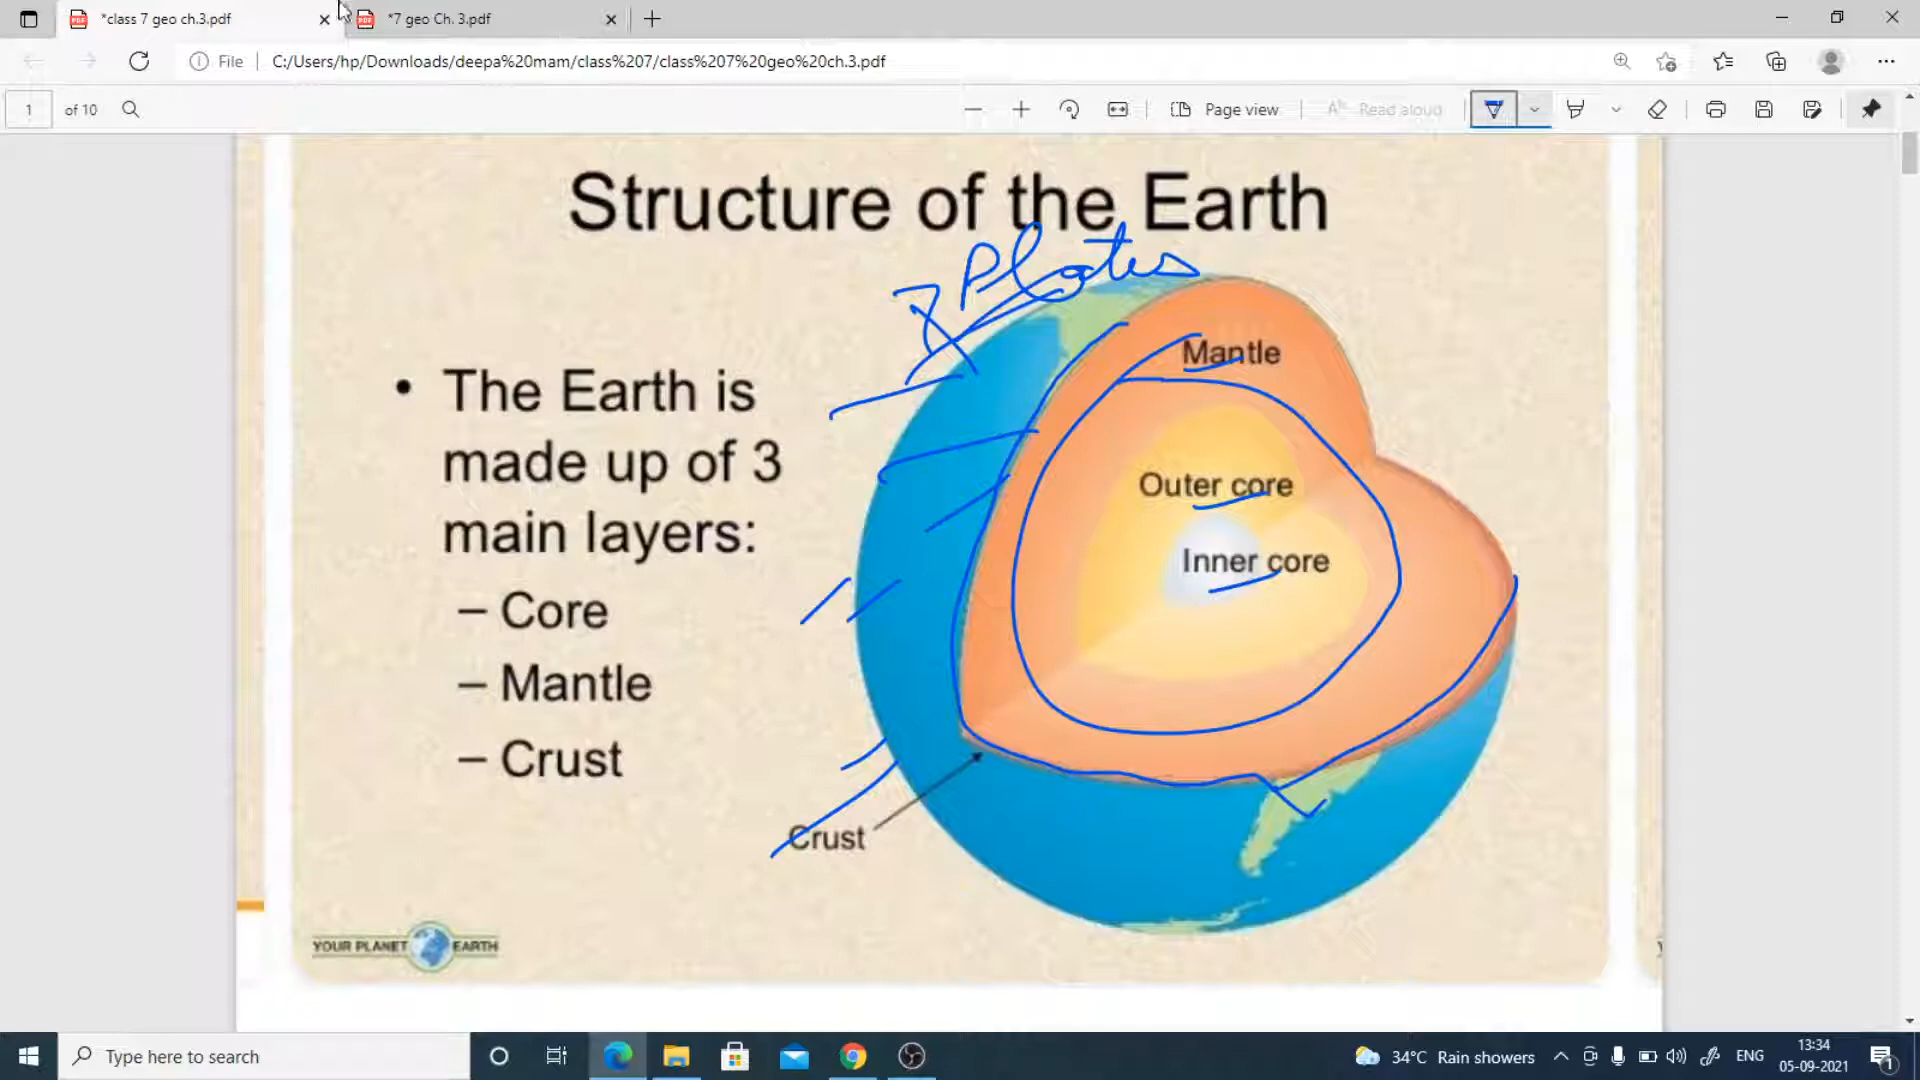 *class 7 geo ch.3.pdf
*7 geo Ch. 3.pdf
File
C:/Users/hp/Downloads/deepa%20mam/class%207/class%207%20geo%20ch.3.pdf
1
of 10
Page view
Read aloud
Structure of the Earth
7 Plates
• The Earth is
made up of 3
main layers:
– Core
– Mantle
– Crust
Mantle
Outer core
Inner core
Crust
YOUR PLANET EARTH
Type here to search
34°C Rain showers
ENG
13:34
05-09-2021
1